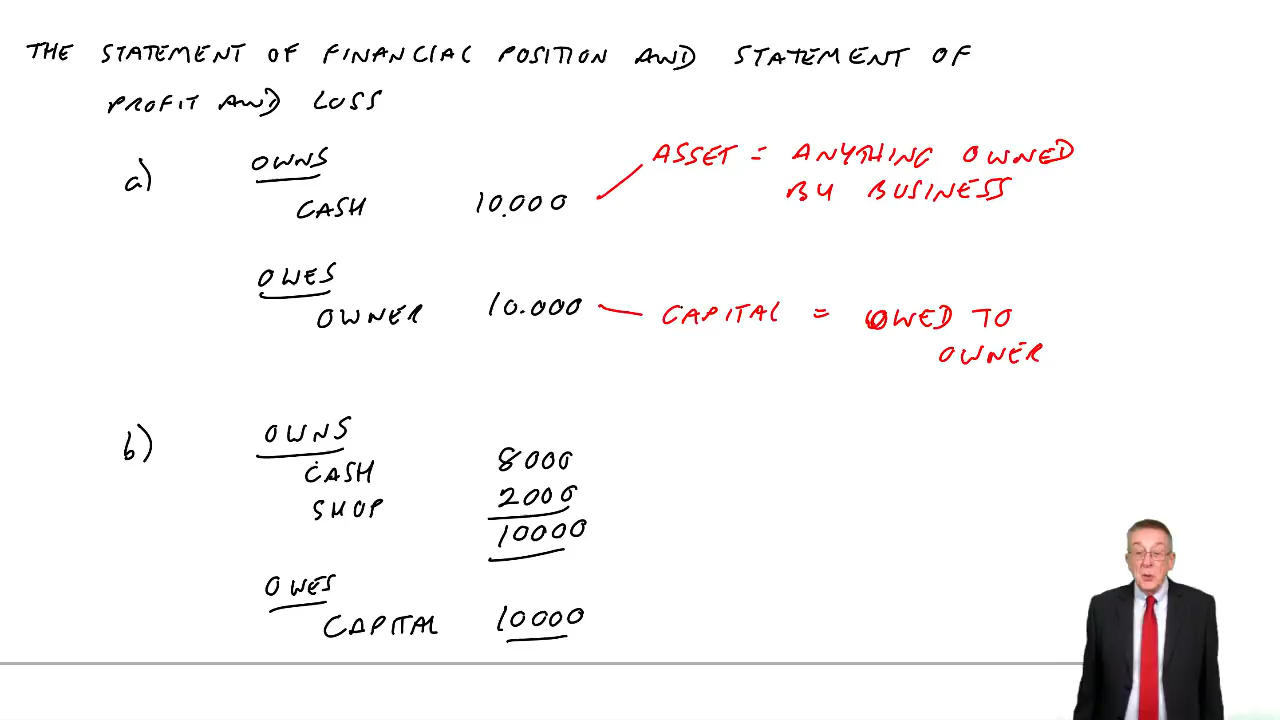 THE STATEMENT OF FINANCIAL POSITION AND STATEMENT OF
PROFIT AND LOSS
a) OWNS
CASH 10.000
ASSET = ANYTHING OWNED
BY BUSINESS
OWES
OWNER 10.000
CAPITAL = OWED TO
OWNER
b) OWNS
CASH 8000
SHOP 2000
10000
OWES
CAPITAL 10000